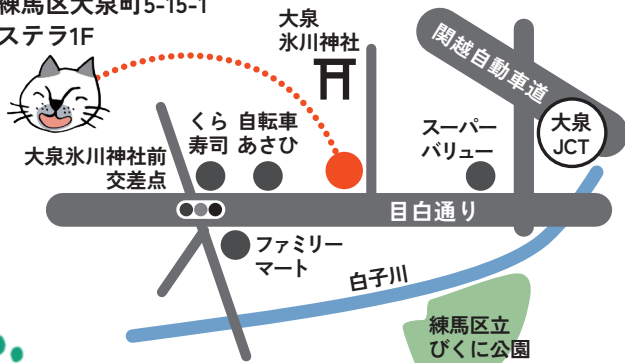 練馬区大泉町5-15-1
ステラ1F
大泉
氷川神社
関越自動車道
大泉
JCT
くら
寿司
自転車
あさひ
スーパー
バリュー
大泉氷川神社前
交差点
目白通り
ファミリー
マート
白子川
練馬区立
びくに公園